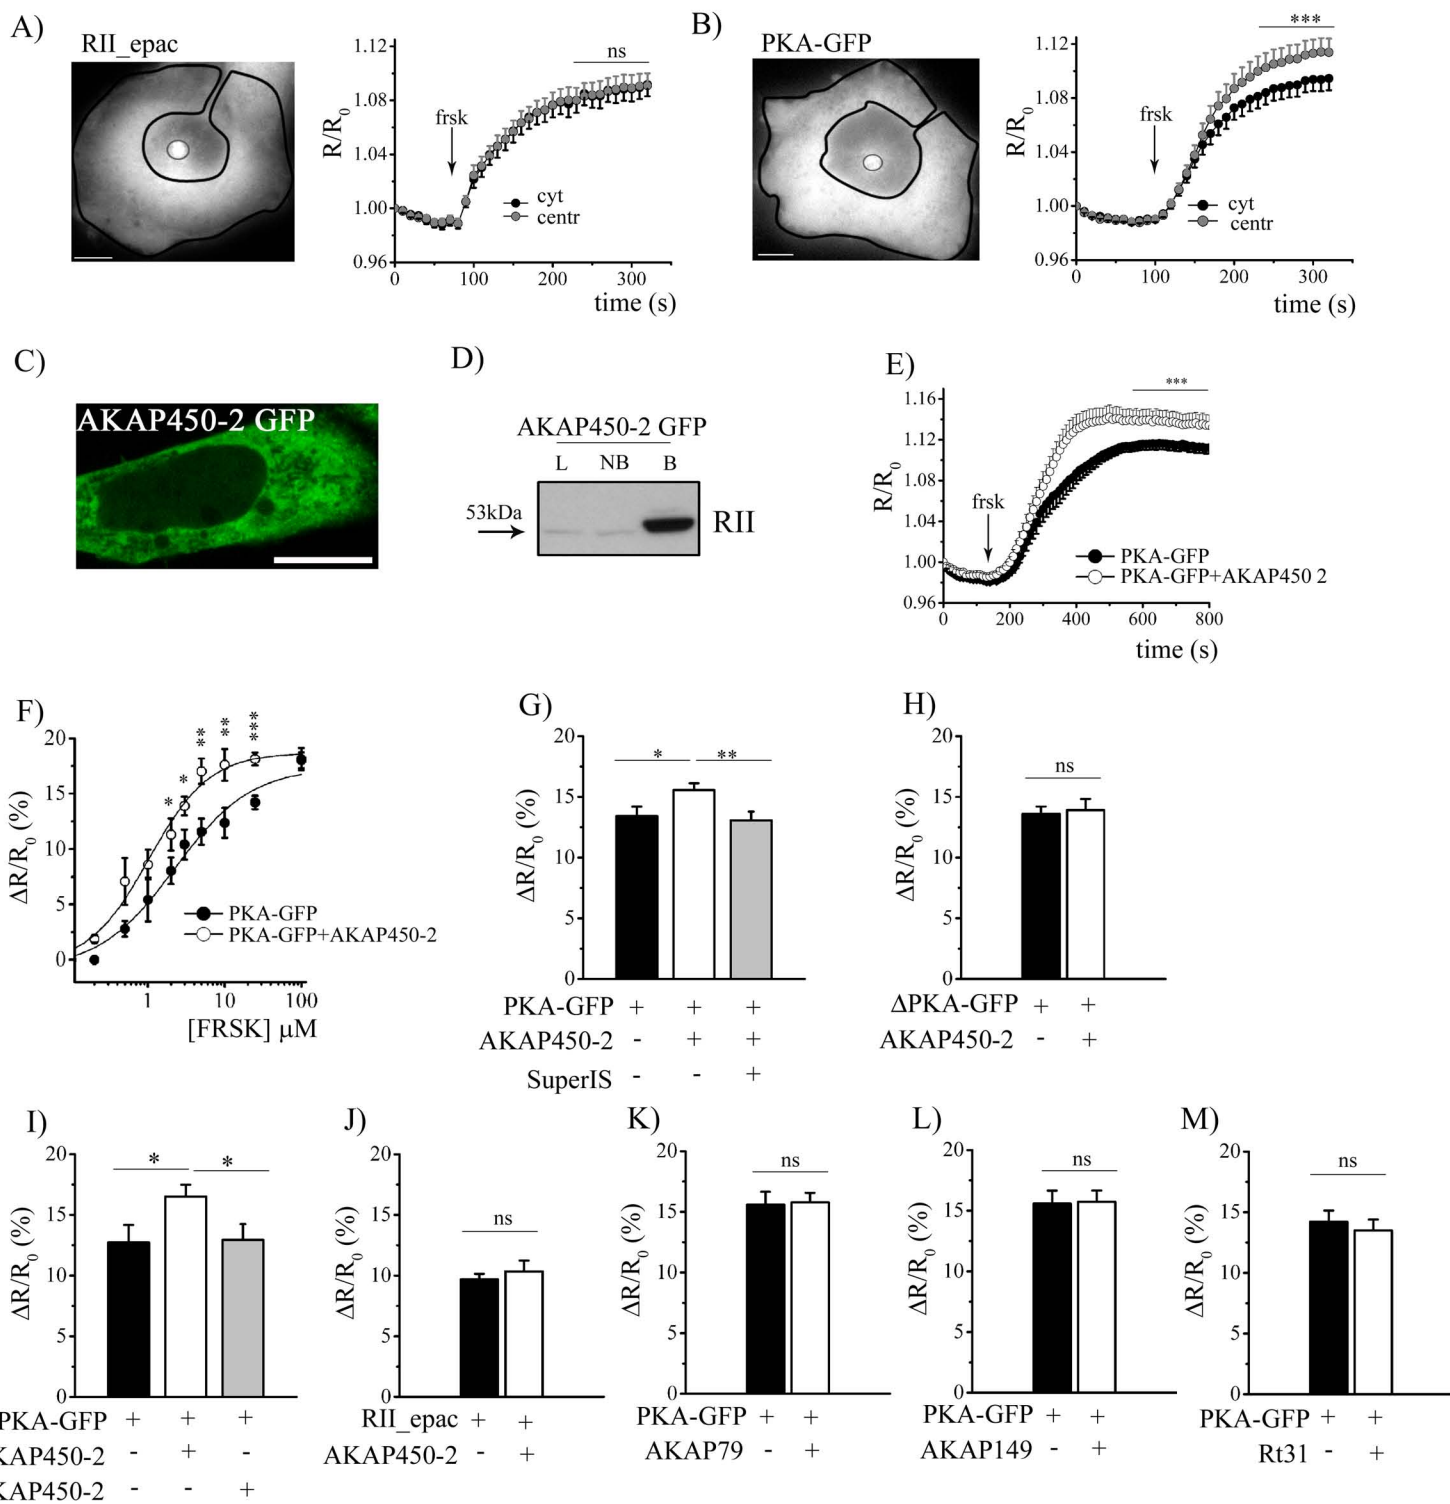 A)
RII_epac
R/R0
1.12
1.08
1.04
1.00
0.96
ns
frsk
cyt
centr
0 100 200 300
time (s)
B)
PKA-GFP
R/R0
1.12
1.08
1.04
1.00
0.96
***
frsk
cyt
centr
0 100 200 300
time (s)
C)
AKAP450-2 GFP
D)
AKAP450-2 GFP
L NB B
53kDa
RII
E)
R/R0
1.16
1.12
1.08
1.04
1.00
0.96
***
frsk
PKA-GFP
PKA-GFP+AKAP450 2
0 200 400 600 800
time (s)
F)
ΔR/R0 (%)
20
15
10
5
0
* * *** ** ***
PKA-GFP
PKA-GFP+AKAP450-2
1 10 100
[FRSK] μM
G)
ΔR/R0 (%)
20
15
10
5
0
* **
PKA-GFP + + +
AKAP450-2 - + +
SuperIS - - +
H)
ΔR/R0 (%)
20
15
10
5
0
ns
ΔPKA-GFP + +
AKAP450-2 - +
I)
ΔR/R0 (%)
20
15
10
5
0
* *
PKA-GFP + + +
KAP450-2 - + -
KAP450-2 - - +
J)
ΔR/R0 (%)
20
15
10
5
0
ns
RII_epac + +
AKAP450-2 - +
K)
ΔR/R0 (%)
20
15
10
5
0
ns
PKA-GFP + +
AKAP79 - +
L)
ΔR/R0 (%)
20
15
10
5
0
ns
PKA-GFP + +
AKAP149 - +
M)
ΔR/R0 (%)
20
15
10
5
0
ns
PKA-GFP + +
Rt31 - +